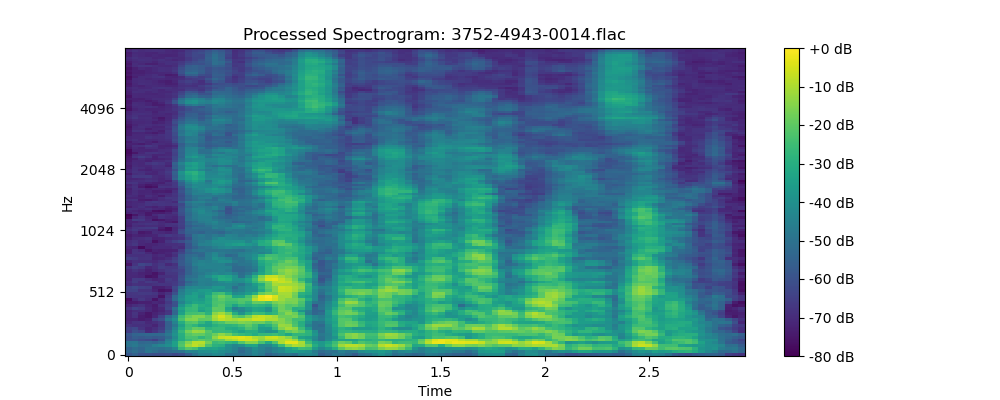 Processed Spectrogram: 3752-4943-0014.flac
Hz
4096
2048
1024
512
0
0
0.5
1
1.5
2
2.5
Time
+0 dB
-10 dB
-20 dB
-30 dB
-40 dB
-50 dB
-60 dB
-70 dB
-80 dB